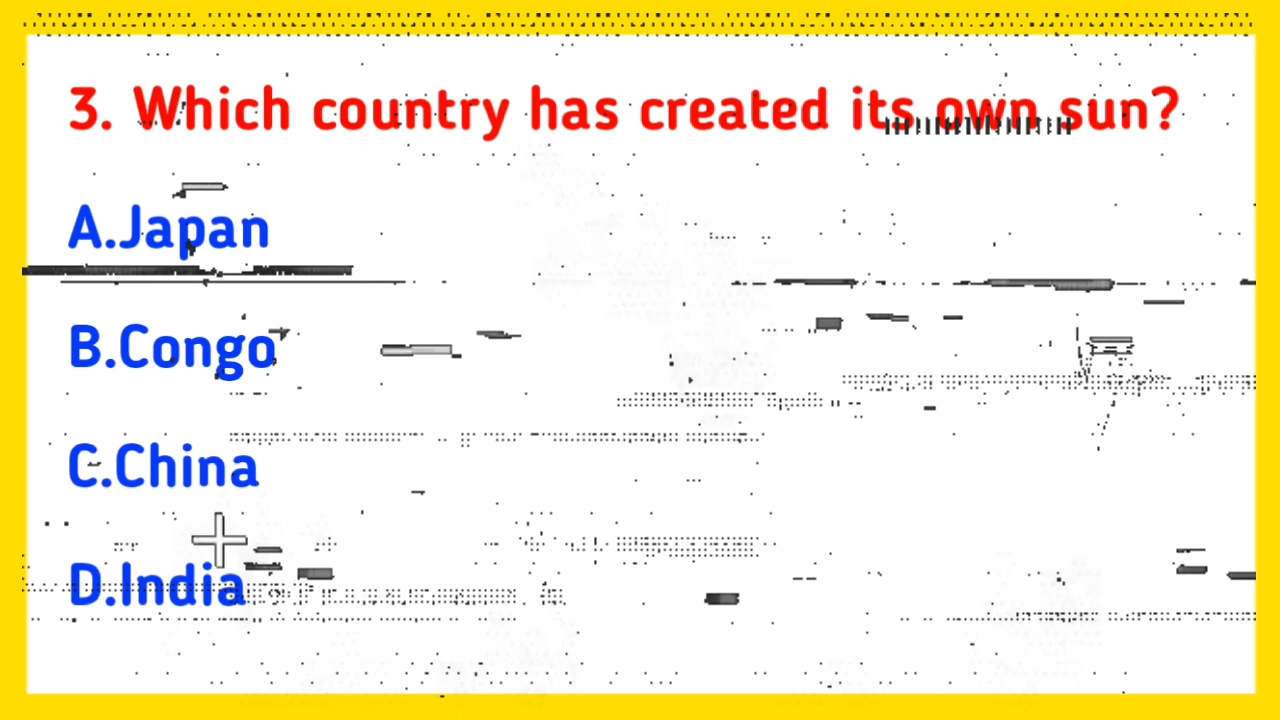 3. Which country has created its own sun?
A.Japan
B.Congo
C.China
D.India